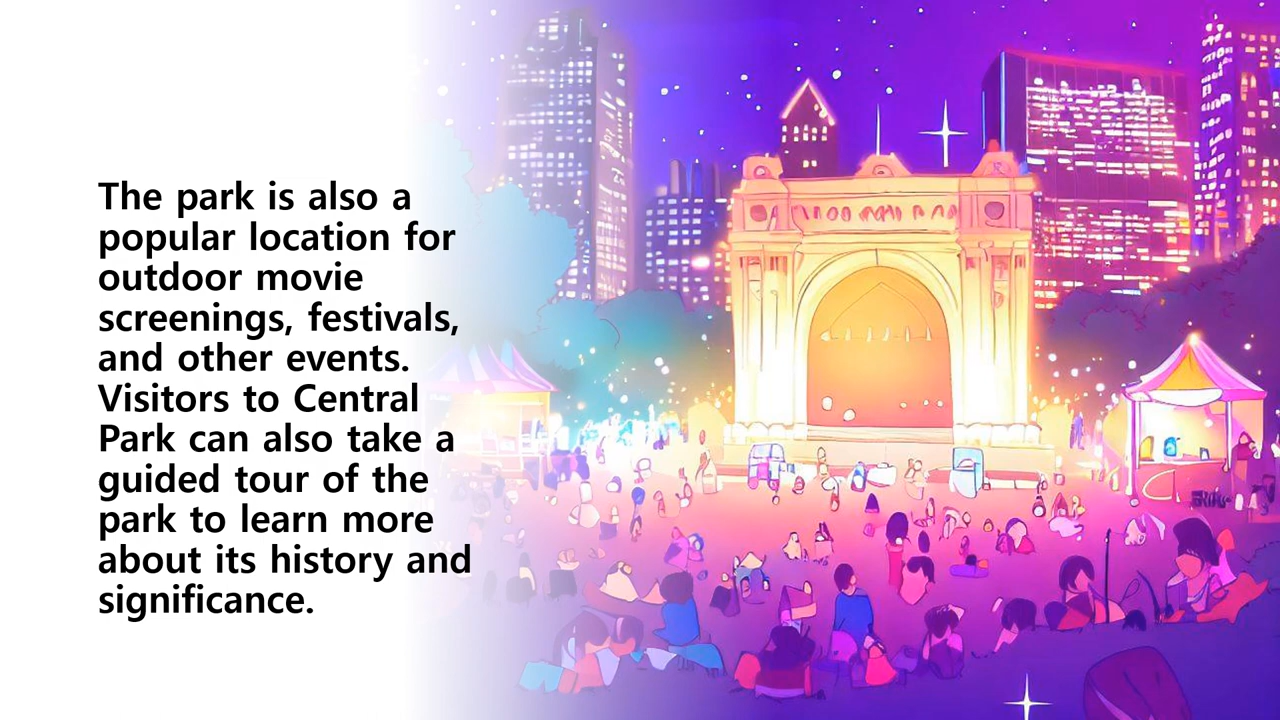 The park is also a
popular location for
outdoor movie
screenings, festivals,
and other events.
Visitors to Central
Park can also take a
guided tour of the
park to learn more
about its history and
significance.